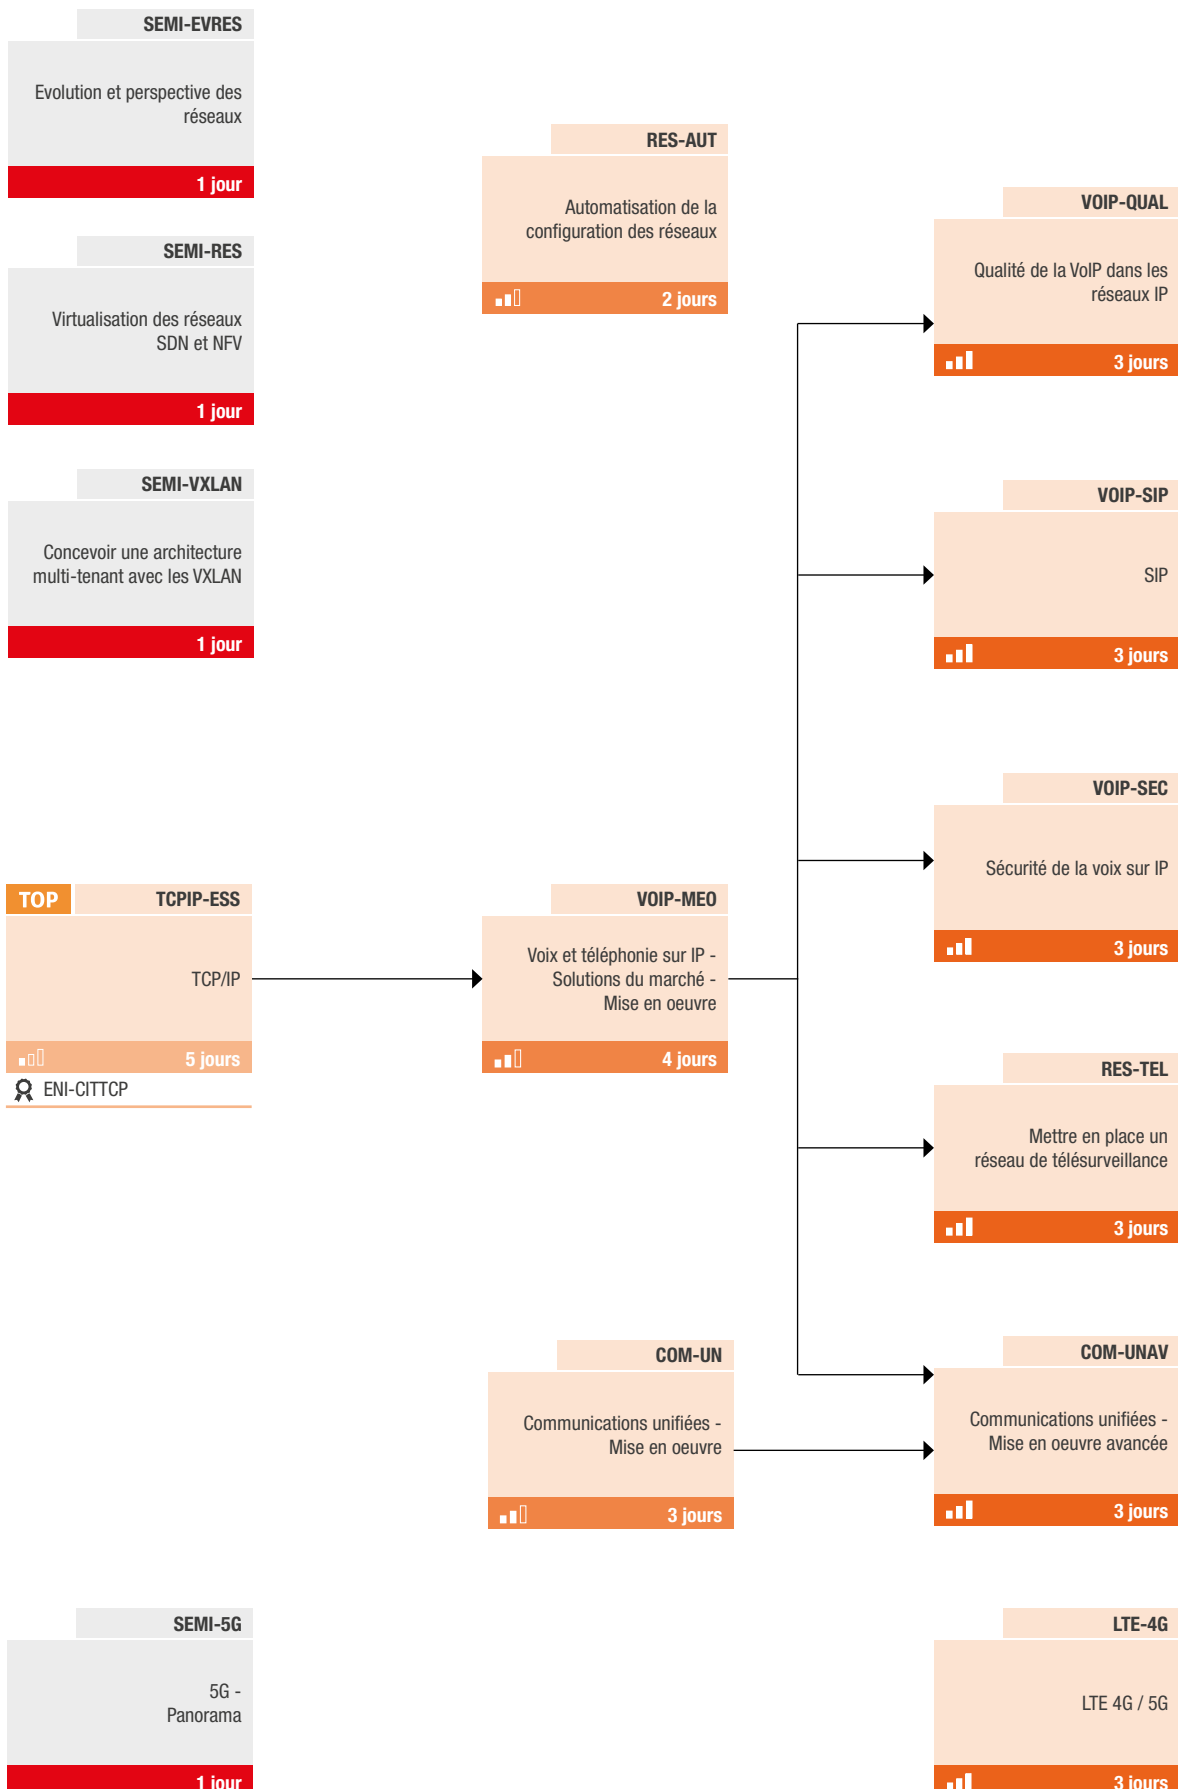 SEMI-EVRES
Evolution et perspective des
réseaux
1 jour
SEMI-RES
Virtualisation des réseaux
SDN et NFV
1 jour
SEMI-VXLAN
Concevoir une architecture
multi-tenant avec les VXLAN
1 jour
RES-AUT
Automatisation de la
configuration des réseaux
2 jours
VOIP-QUAL
Qualité de la VoIP dans les
réseaux IP
3 jours
VOIP-SIP
SIP
3 jours
VOIP-SEC
Sécurité de la voix sur IP
3 jours
TOP
TCPIP-ESS
TCP/IP
5 jours
ENI-CITTCP
VOIP-MEO
Voix et téléphonie sur IP -
Solutions du marché -
Mise en oeuvre
4 jours
RES-TEL
Mettre en place un
réseau de télésurveillance
3 jours
COM-UN
Communications unifiées -
Mise en oeuvre
3 jours
COM-UNAV
Communications unifiées -
Mise en oeuvre avancée
3 jours
SEMI-5G
5G -
Panorama
1 jour
LTE-4G
LTE 4G / 5G
3 jours